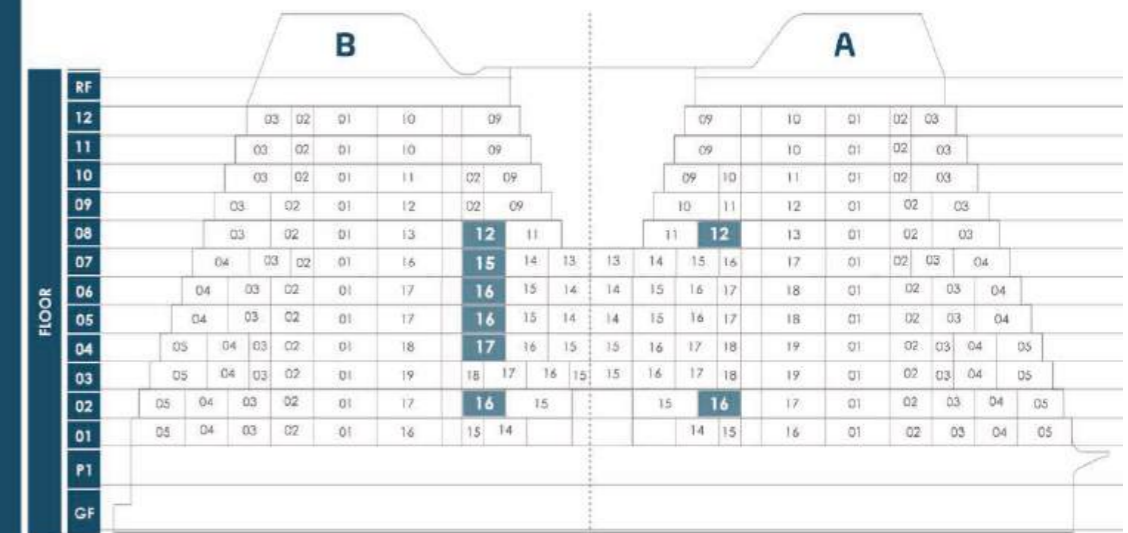 B A
RF
12 03 02 01 10 09 09 10 01 02 03
11 03 02 01 10 09 09 10 01 02 03
10 03 02 01 11 02 09 09 10 11 01 02 03
09 03 02 01 12 02 09 10 11 12 01 02 03
08 03 02 01 13 12 11 11 12 13 01 02 03
07 04 03 02 01 16 15 14 13 13 14 15 16 17 01 02 03 04
06 04 03 02 01 17 16 15 14 14 15 16 17 18 01 02 03 04
05 04 03 02 01 17 16 15 14 14 15 16 17 18 01 02 03 04
04 05 04 03 02 01 18 17 16 15 15 16 17 18 19 01 02 03 04 05
03 05 04 03 02 01 19 18 17 16 15 15 16 17 18 19 01 02 03 04 05
02 05 04 03 02 01 17 16 15 15 16 17 01 02 03 04 05
01 05 04 03 02 01 16 15 14 14 15 16 01 02 03 04 05
P1
GF
FLOOR